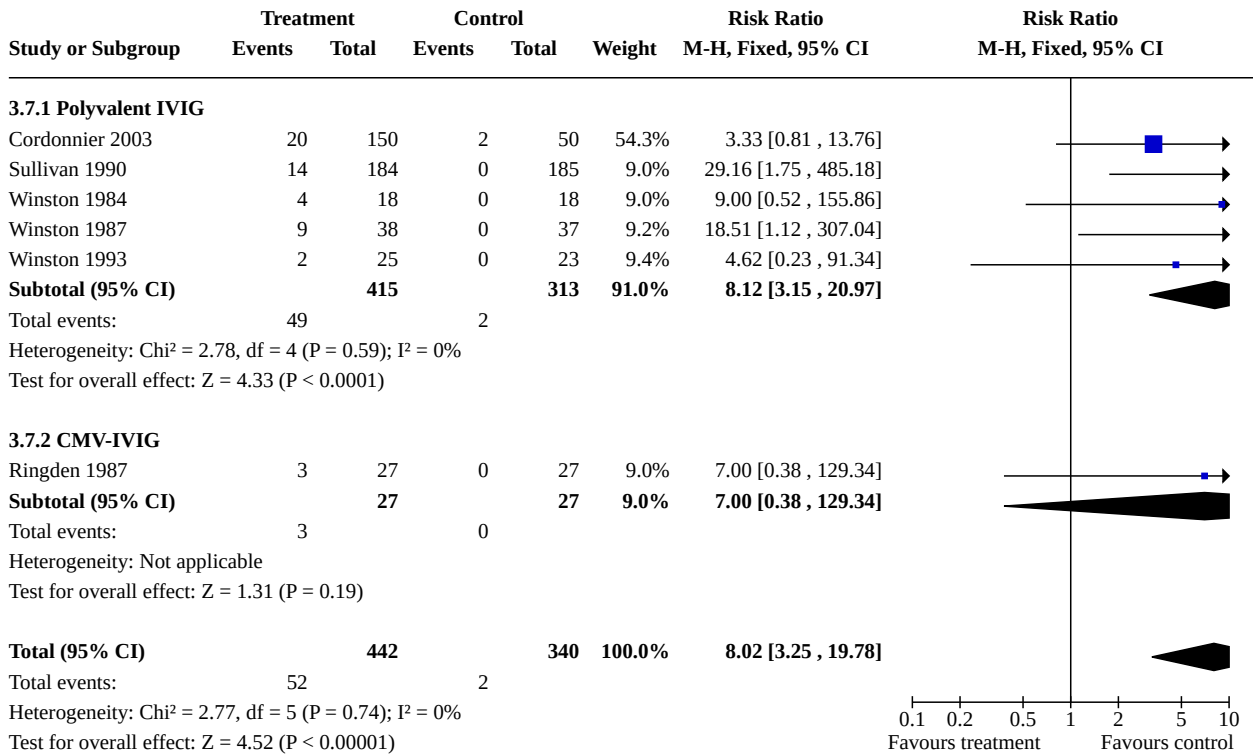 Treatment Control Risk Ratio Risk Ratio
Study or Subgroup Events Total Events Total Weight M-H, Fixed, 95% CI M-H, Fixed, 95% CI
3.7.1 Polyvalent IVIG
Cordonnier 2003 20 150 2 50 54.3% 3.33 [0.81 , 13.76]
Sullivan 1990 14 184 0 185 9.0% 29.16 [1.75 , 485.18]
Winston 1984 4 18 0 18 9.0% 9.00 [0.52 , 155.86]
Winston 1987 9 38 0 37 9.2% 18.51 [1.12 , 307.04]
Winston 1993 2 25 0 23 9.4% 4.62 [0.23 , 91.34]
Subtotal (95% CI) 415 313 91.0% 8.12 [3.15 , 20.97]
Total events: 49 2
Heterogeneity: Chi² = 2.78, df = 4 (P = 0.59); I² = 0%
Test for overall effect: Z = 4.33 (P < 0.0001)
3.7.2 CMV-IVIG
Ringden 1987 3 27 0 27 9.0% 7.00 [0.38 , 129.34]
Subtotal (95% CI) 27 27 9.0% 7.00 [0.38 , 129.34]
Total events: 3 0
Heterogeneity: Not applicable
Test for overall effect: Z = 1.31 (P = 0.19)
Total (95% CI) 442 340 100.0% 8.02 [3.25 , 19.78]
Total events: 52 2
Heterogeneity: Chi² = 2.77, df = 5 (P = 0.74); I² = 0%
0.1 0.2 0.5 1 2 5 10
Test for overall effect: Z = 4.52 (P < 0.00001) Favours treatment Favours control